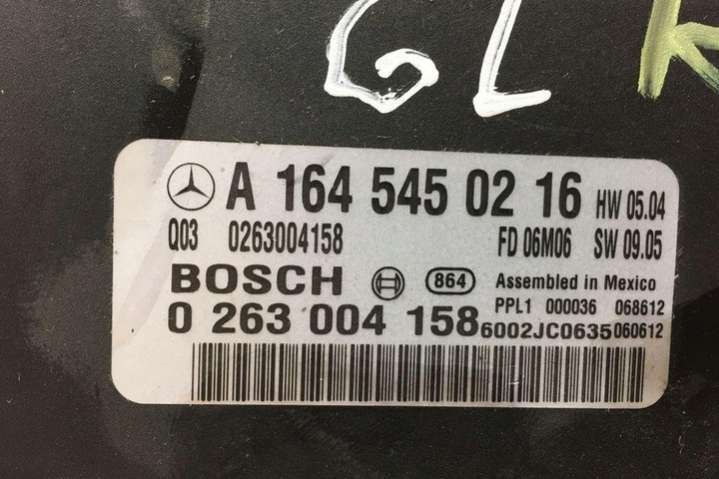 GL
A 164 545 02 16 HW 05.04
Q03 0263004158 FD 06M06 SW 09.05
BOSCH 864 Assembled in Mexico
PPL1 000036 068612
0 263 004 158 6002JC0635 060612